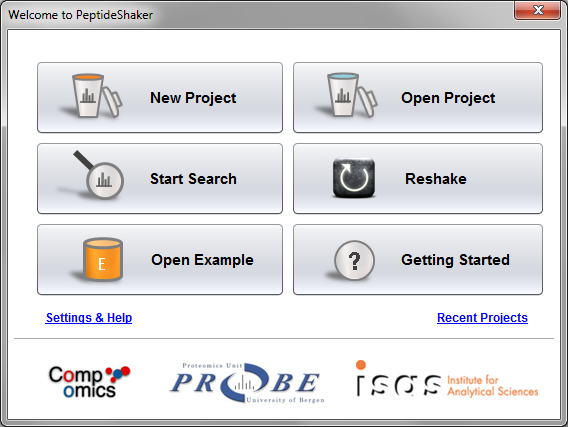 Welcome to PeptideShaker
New Project
Open Project
Start Search
Reshake
E
Open Example
?
Getting Started
Settings & Help
Recent Projects
Comp
omics
Proteomics Unit
PROBE
University of Bergen
isas
Institute for
Analytical Sciences